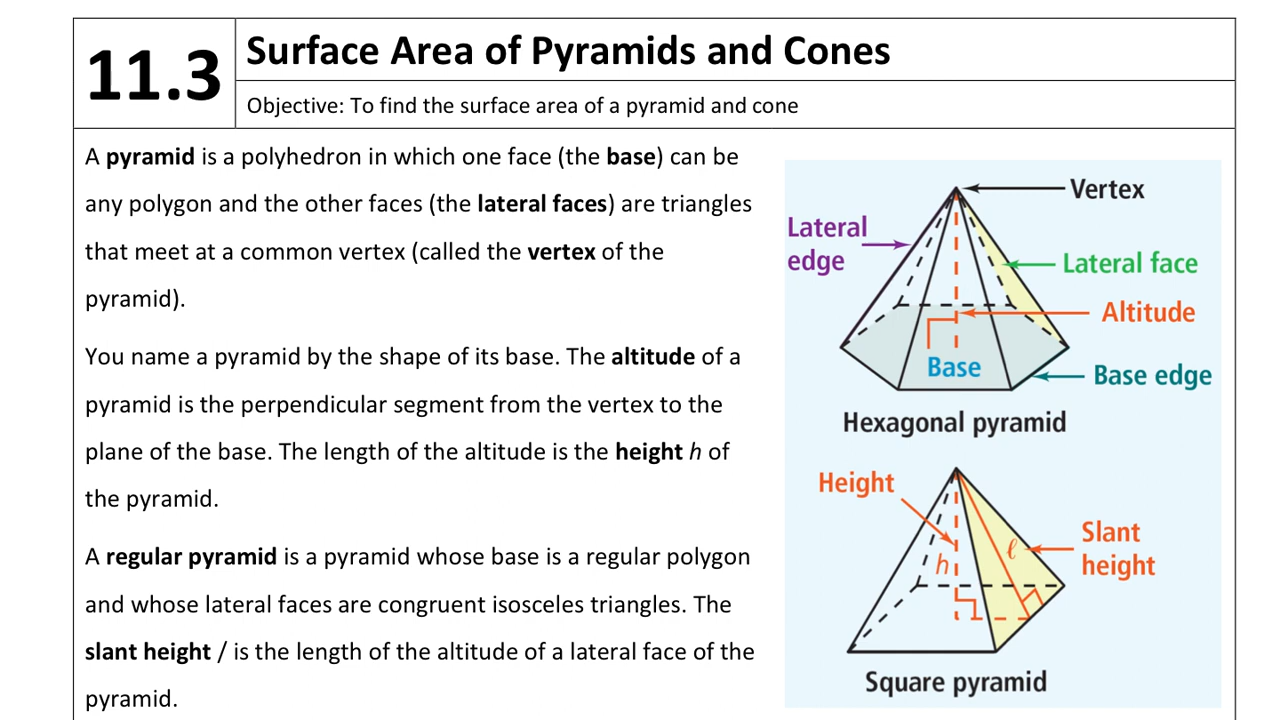 11.3
Surface Area of Pyramids and Cones
Objective: To find the surface area of a pyramid and cone
A pyramid is a polyhedron in which one face (the base) can be
any polygon and the other faces (the lateral faces) are triangles
that meet at a common vertex (called the vertex of the
pyramid).
You name a pyramid by the shape of its base. The altitude of a
pyramid is the perpendicular segment from the vertex to the
plane of the base. The length of the altitude is the height h of
the pyramid.
A regular pyramid is a pyramid whose base is a regular polygon
and whose lateral faces are congruent isosceles triangles. The
slant height l is the length of the altitude of a lateral face of the
pyramid.
Vertex
Lateral
edge
Lateral face
Altitude
Base
Base edge
Hexagonal pyramid
Height
Slant
height
ℓ
h
Square pyramid